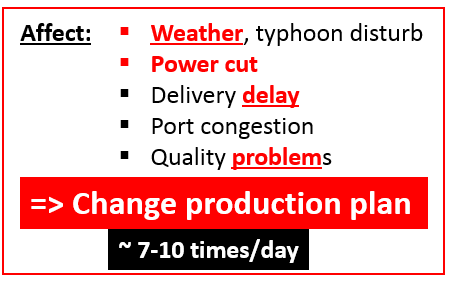 Affect: ▪ Weather, typhoon disturb
▪ Power cut
▪ Delivery delay
▪ Port congestion
▪ Quality problems
=> Change production plan
~ 7-10 times/day